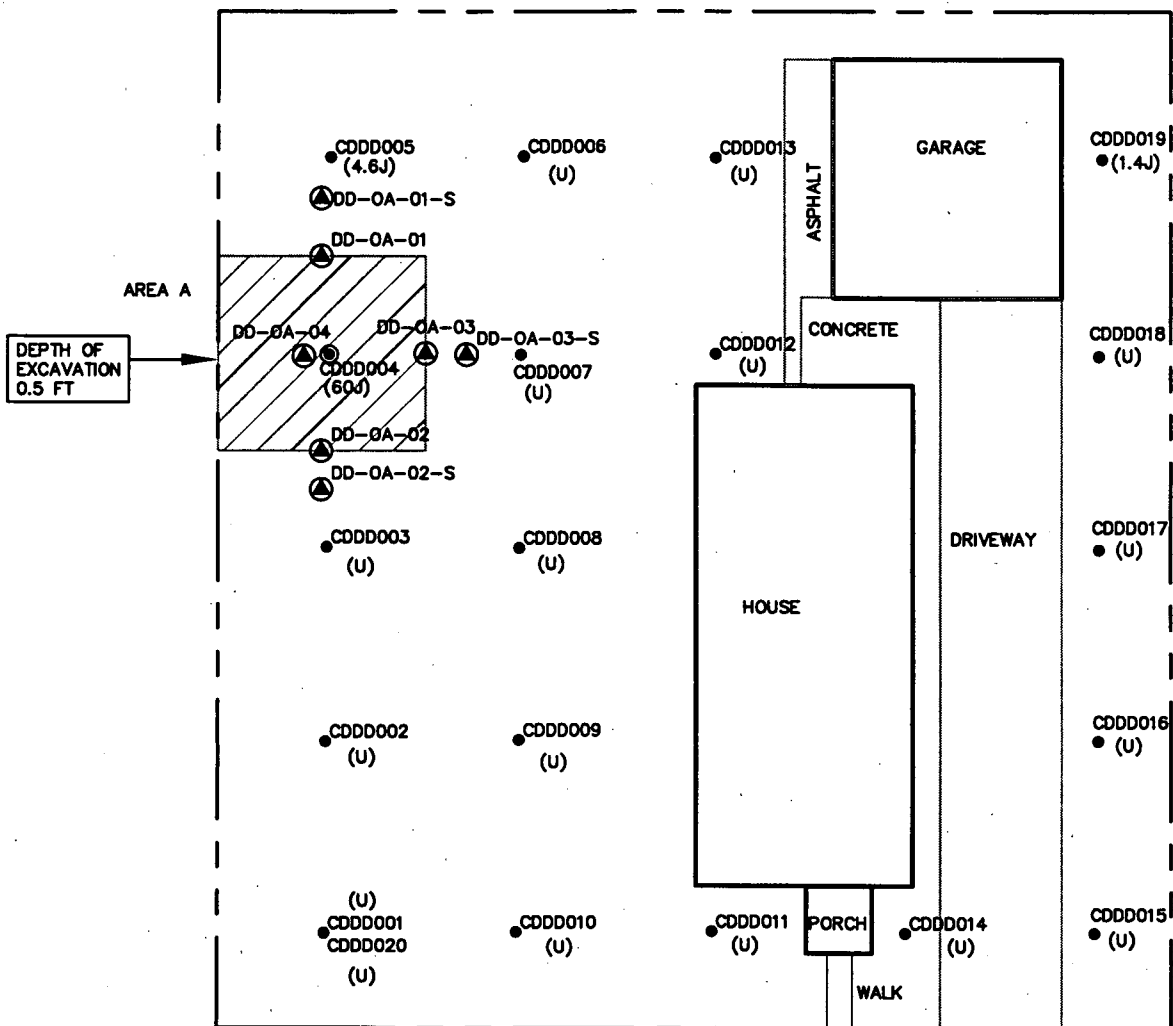 CDDD005
(4.6J)
CDDD006
(U)
CDDD013
(U)
GARAGE
CDDD019
(1.4J)
ASPHALT
DD-OA-01-S
DD-OA-01
AREA A
DD-OA-04
DD-OA-03
DD-OA-03-S
CONCRETE
DEPTH OF
EXCAVATION
0.5 FT
CDDD004
(60J)
CDDD007
(U)
CDDD012
(U)
CDDD018
(U)
DD-OA-02
DD-OA-02-S
CDDD003
(U)
CDDD008
(U)
DRIVEWAY
CDDD017
(U)
HOUSE
CDDD002
(U)
CDDD009
(U)
CDDD016
(U)
(U)
CDDD001
CDDD020
(U)
CDDD010
(U)
CDDD011
(U)
PORCH
CDDD014
(U)
CDDD015
(U)
WALK